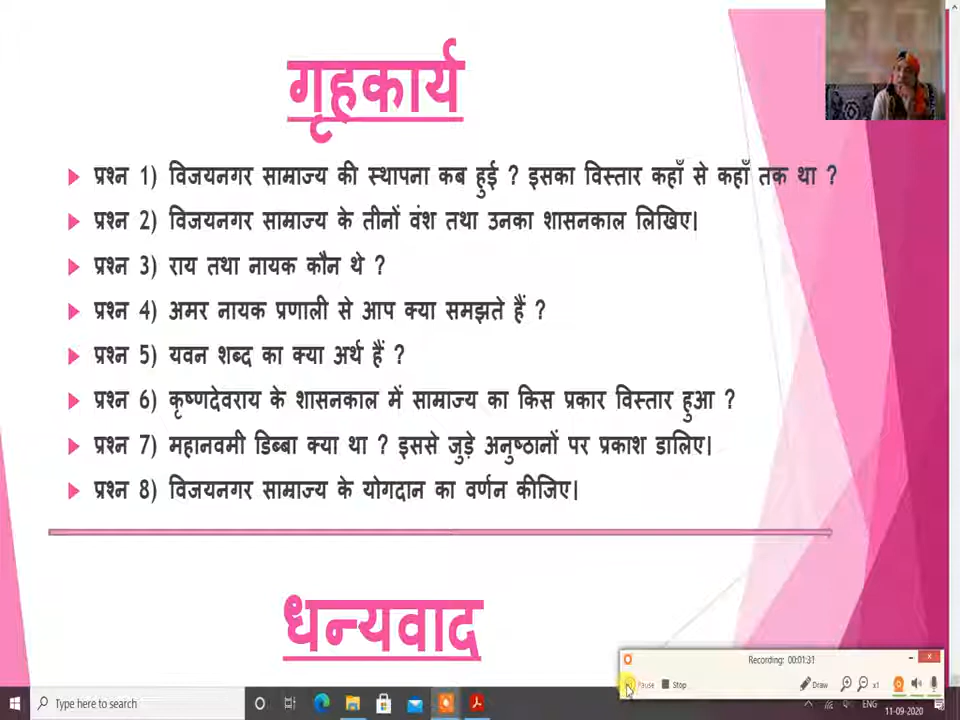 गृहकार्य
प्रश्न 1) विजयनगर साम्राज्य की स्थापना कब हुई ? इसका विस्तार कहाँ से कहाँ तक था ?
प्रश्न 2) विजयनगर साम्राज्य के तीनों वंश तथा उनका शासनकाल लिखिए।
प्रश्न 3) राय तथा नायक कौन थे ?
प्रश्न 4) अमर नायक प्रणाली से आप क्या समझते हैं ?
प्रश्न 5) यवन शब्द का क्या अर्थ हैं ?
प्रश्न 6) कृष्णदेवराय के शासनकाल में साम्राज्य का किस प्रकार विस्तार हुआ ?
प्रश्न 7) महानवमी डिब्बा क्या था ? इससे जुड़े अनुष्ठानों पर प्रकाश डालिए।
प्रश्न 8) विजयनगर साम्राज्य के योगदान का वर्णन कीजिए।
धन्यवाद
Recording: 00:01:31
Pause Stop Draw x1
Type here to search
ENG
11-09-2020